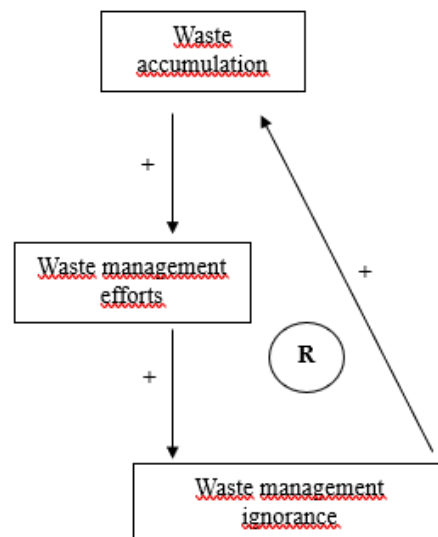 Waste
accumulation
+
Waste management
efforts
+
R
+
Waste management
ignorance